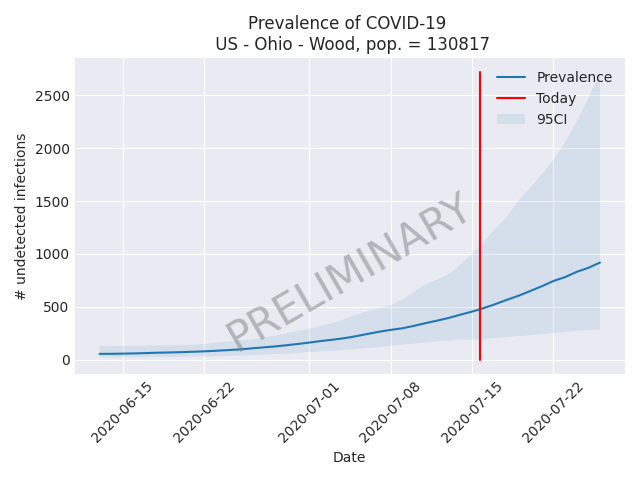 Prevalence of COVID-19
US - Ohio - Wood, pop. = 130817
Prevalence
Today
95CI
# undetected infections
2500
2000
1500
1000
500
0
PRELIMINARY
2020-06-15
2020-06-22
2020-07-01
2020-07-08
2020-07-15
2020-07-22
Date